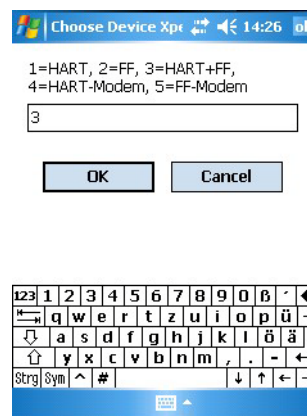 Choose Device Xpe 14:26 ok
1=HART, 2=FF, 3=HART+FF,
4=HART-Modem, 5=FF-Modem
3
OK Cancel
123 1 2 3 4 5 6 7 8 9 0 ß ´
q w e r t z u i o p ü +
a s d f g h j k l ö ä
y x c v b n m , . -
Strg Sym ^ #